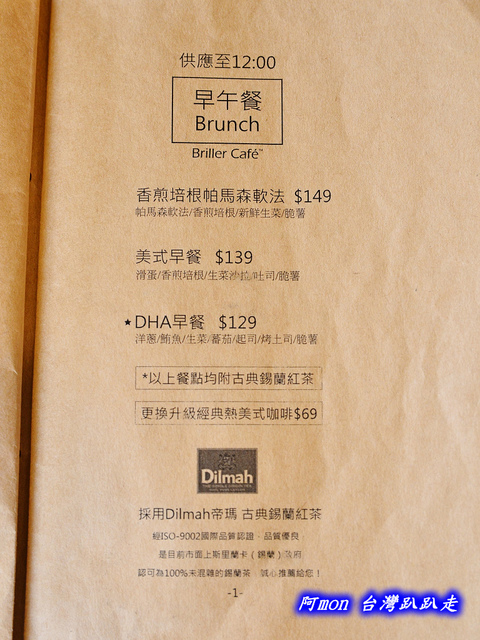 供應至12:00
早午餐
Brunch
Briller Café™
香煎培根帕馬森軟法 $149
帕馬森軟法/香煎培根/新鮮生菜/脆薯
美式早餐 $139
滑蛋/香煎培根/生菜沙拉/吐司/脆薯
★DHA早餐 $129
洋蔥/鮪魚/生菜/蕃茄/起司/烤土司/脆薯
*以上餐點均附古典錫蘭紅茶
更換升級經典熱美式咖啡$69
Dilmah
採用Dilmah帝瑪 古典錫蘭紅茶
經ISO-9002國際品質認證，品質優良，
是目前市面上斯里蘭卡（錫蘭）政府
認可為100%未混雜的錫蘭茶 誠心推薦給您！
-1-
阿mon 台灣趴趴走